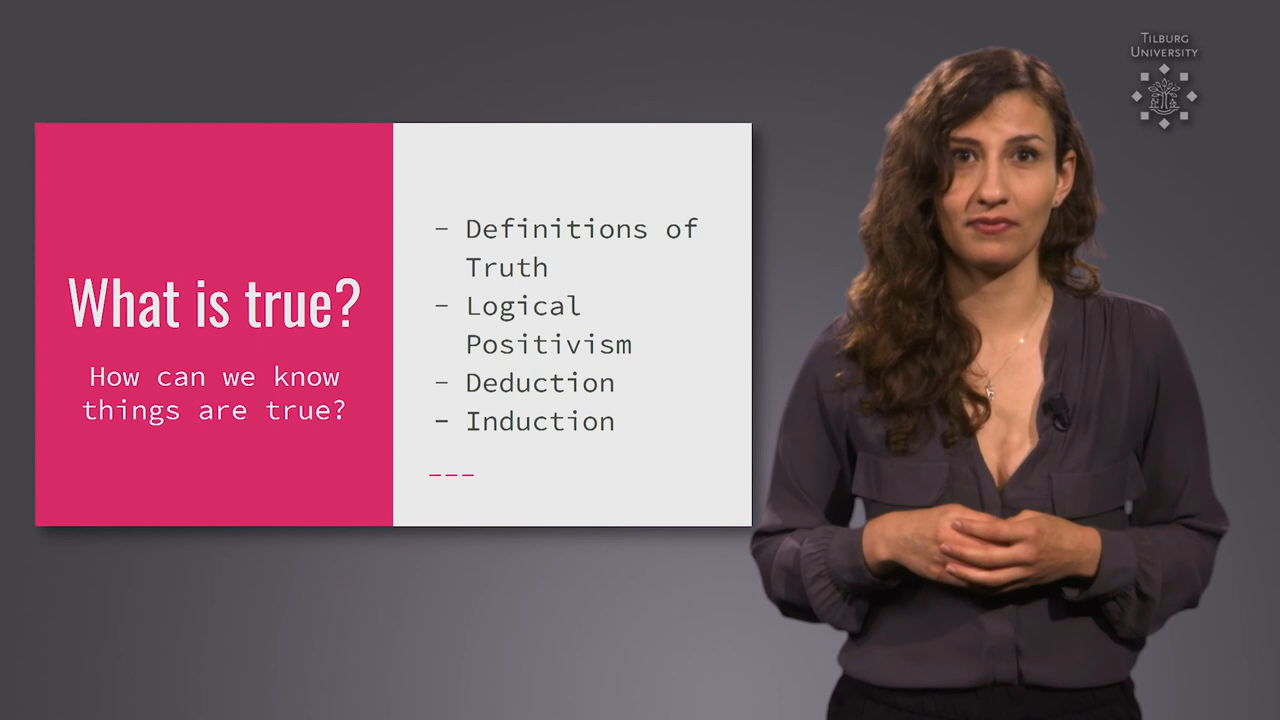 TILBURG
UNIVERSITY
What is true?
How can we know
things are true?
- Definitions of
Truth
- Logical
Positivism
- Deduction
- Induction
---